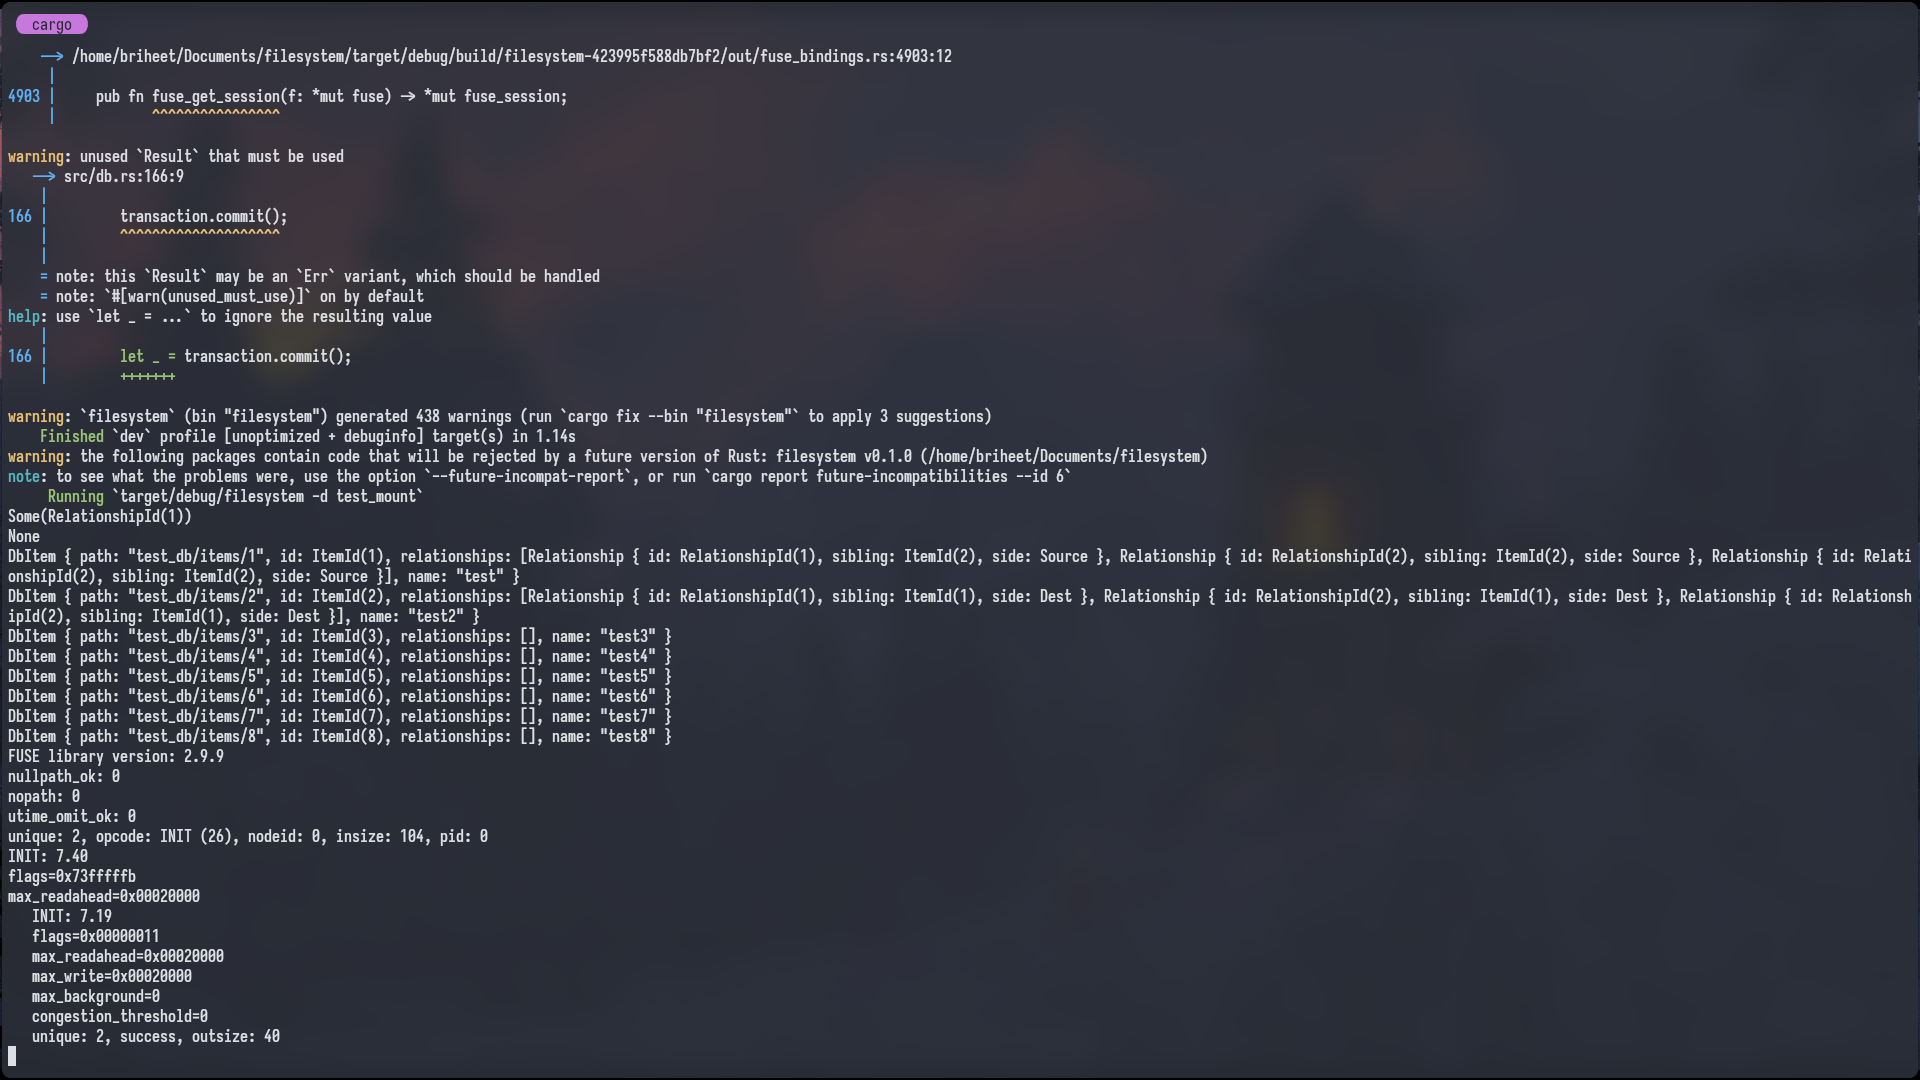 cargo
--> /home/briheet/Documents/filesystem/target/debug/build/filesystem-423995f588db7bf2/out/fuse_bindings.rs:4903:12
|
4903 |     pub fn fuse_get_session(f: *mut fuse) -> *mut fuse_session;
|            ^^^^^^^^^^^^^^^^
warning: unused `Result` that must be used
--> src/db.rs:166:9
|
166 |         transaction.commit();
|         ^^^^^^^^^^^^^^^^^^^^
|
= note: this `Result` may be an `Err` variant, which should be handled
= note: `#[warn(unused_must_use)]` on by default
help: use `let _ = ...` to ignore the resulting value
|
166 |         let _ = transaction.commit();
|         +++++++
warning: `filesystem` (bin "filesystem") generated 438 warnings (run `cargo fix --bin "filesystem"` to apply 3 suggestions)
Finished `dev` profile [unoptimized + debuginfo] target(s) in 1.14s
warning: the following packages contain code that will be rejected by a future version of Rust: filesystem v0.1.0 (/home/briheet/Documents/filesystem)
note: to see what the problems were, use the option `--future-incompat-report`, or run `cargo report future-incompatibilities --id 6`
Running `target/debug/filesystem -d test_mount`
Some(RelationshipId(1))
None
DbItem { path: "test_db/items/1", id: ItemId(1), relationships: [Relationship { id: RelationshipId(1), sibling: ItemId(2), side: Source }, Relationship { id: RelationshipId(2), sibling: ItemId(2), side: Source }, Relationship { id: Relati
onshipId(2), sibling: ItemId(2), side: Source }], name: "test" }
DbItem { path: "test_db/items/2", id: ItemId(2), relationships: [Relationship { id: RelationshipId(1), sibling: ItemId(1), side: Dest }, Relationship { id: RelationshipId(2), sibling: ItemId(1), side: Dest }, Relationship { id: Relationsh
ipId(2), sibling: ItemId(1), side: Dest }], name: "test2" }
DbItem { path: "test_db/items/3", id: ItemId(3), relationships: [], name: "test3" }
DbItem { path: "test_db/items/4", id: ItemId(4), relationships: [], name: "test4" }
DbItem { path: "test_db/items/5", id: ItemId(5), relationships: [], name: "test5" }
DbItem { path: "test_db/items/6", id: ItemId(6), relationships: [], name: "test6" }
DbItem { path: "test_db/items/7", id: ItemId(7), relationships: [], name: "test7" }
DbItem { path: "test_db/items/8", id: ItemId(8), relationships: [], name: "test8" }
FUSE library version: 2.9.9
nullpath_ok: 0
nopath: 0
utime_omit_ok: 0
unique: 2, opcode: INIT (26), nodeid: 0, insize: 104, pid: 0
INIT: 7.40
flags=0x73fffffb
max_readahead=0x00020000
INIT: 7.19
flags=0x00000011
max_readahead=0x00020000
max_write=0x00020000
max_background=0
congestion_threshold=0
unique: 2, success, outsize: 40